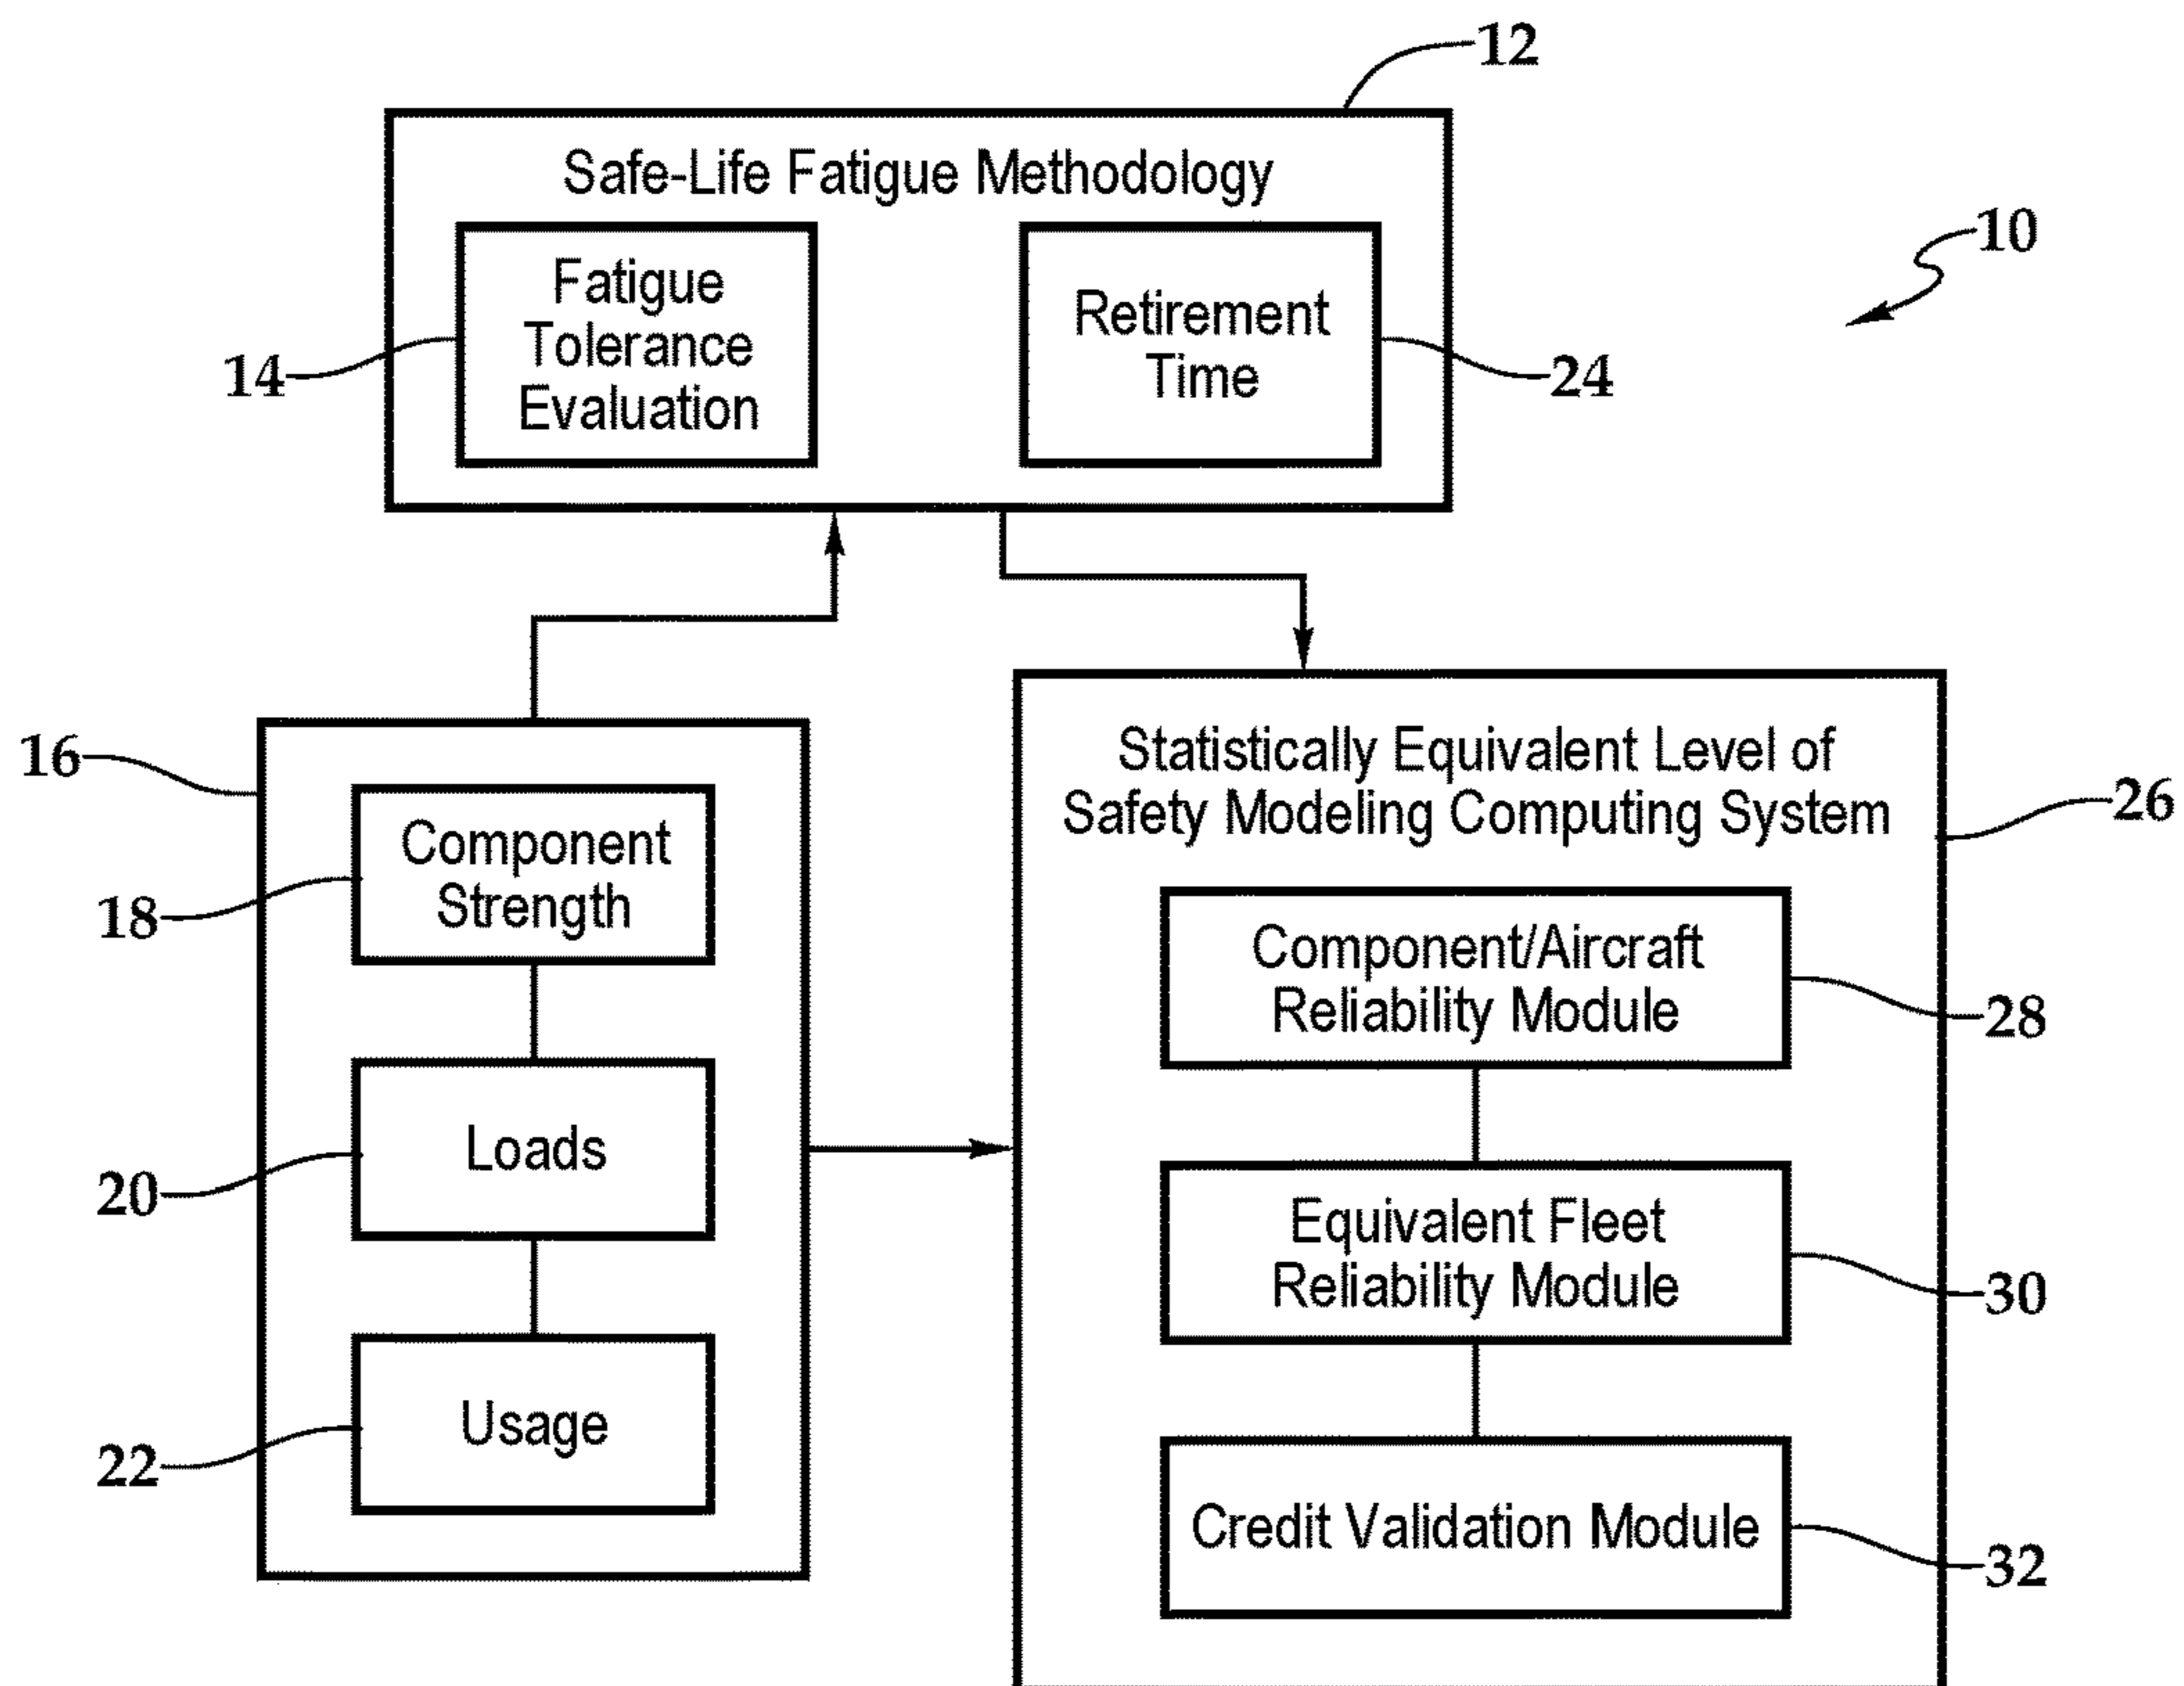 12
Safe-Life Fatigue Methodology
10
Fatigue
Tolerance
Evaluation
14
Retirement
Time
24
16
Component
Strength
18
Loads
20
Usage
22
Statistically Equivalent Level of
Safety Modeling Computing System
26
Component/Aircraft
Reliability Module
28
Equivalent Fleet
Reliability Module
30
Credit Validation Module
32